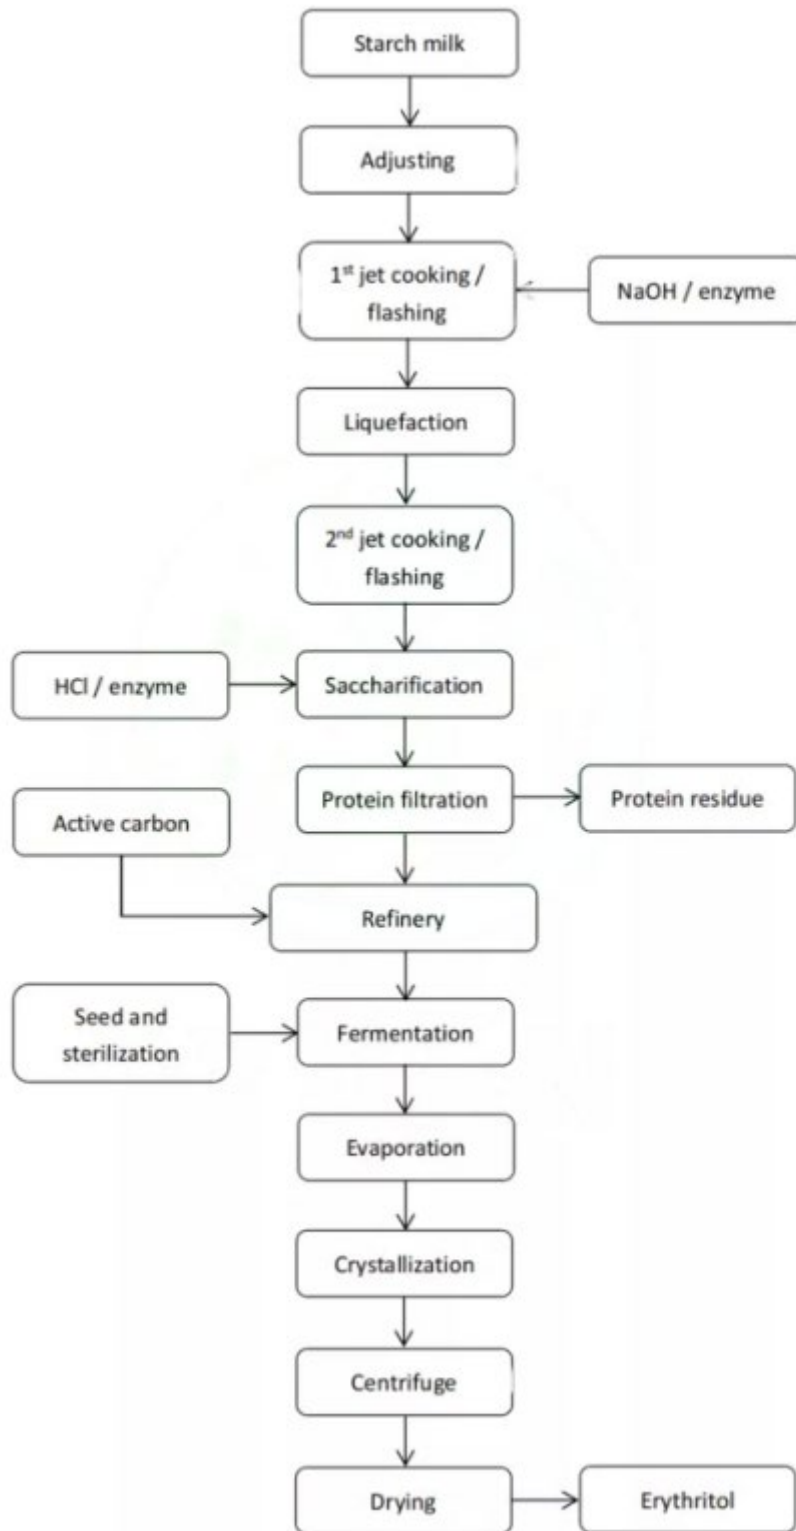 Starch milk
Adjusting
1st jet cooking /
flashing
NaOH / enzyme
Liquefaction
2nd jet cooking /
flashing
HCl / enzyme
Saccharification
Protein filtration
Protein residue
Active carbon
Refinery
Seed and
sterilization
Fermentation
Evaporation
Crystallization
Centrifuge
Drying
Erythritol